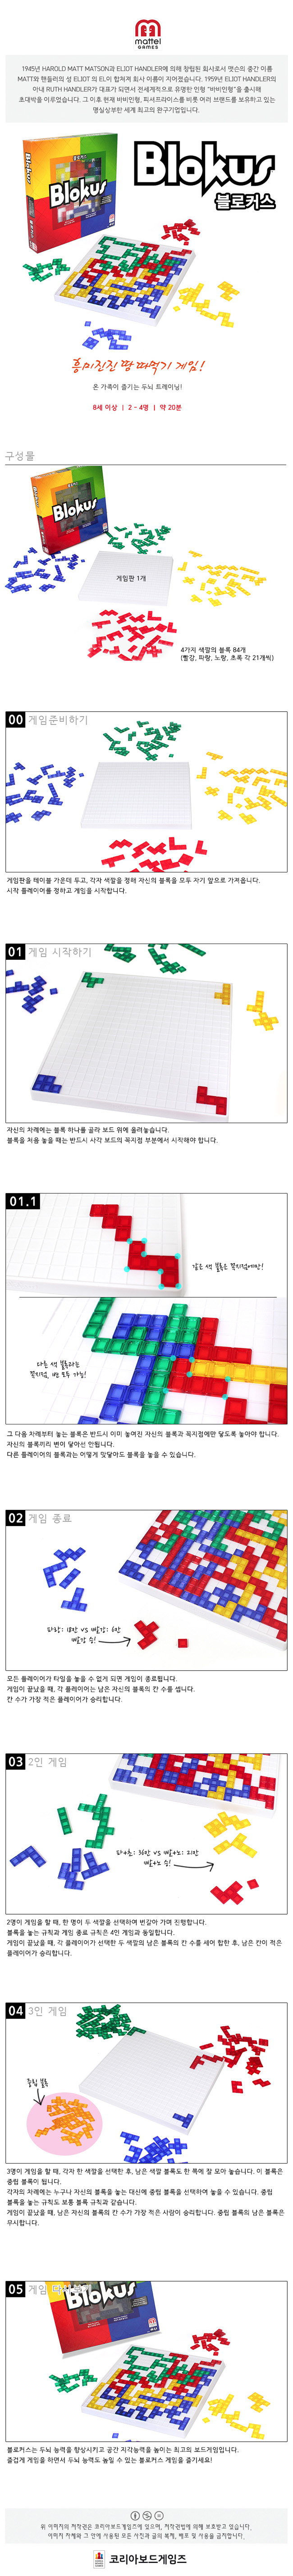 mattel
GAMES
1945년 HAROLD MATT MATSON과 ELIOT HANDLER에 의해 창립된 회사로서 맷슨의 중간 이름
MATT와 핸들러의 성 ELIOT 의 EL이 합쳐져 회사 이름이 지어졌습니다. 1959년 ELIOT HANDLER의
아내 RUTH HANDLER가 대표가 되면서 전세계적으로 유명한 인형 "바비인형"을 출시해
초대박을 이루었습니다. 그 이후 현재 바비인형, 피셔프라이스를 비롯 여러 브랜드를 보유하고 있는
명실상부한 세계 최고의 완구기업입니다.
Blokus
블로커스
흥미진진 땅 따먹기 게임!
온 가족이 즐기는 두뇌 트레이닝!
8세 이상 | 2 - 4명 | 약 20분
구성물
게임판 1개
4가지 색깔의 블록 84개
(빨강, 파랑, 노랑, 초록 각 21개씩)
00 게임준비하기
게임판을 테이블 가운데 두고, 각자 색깔을 정해 자신의 블록을 모두 자기 앞으로 가져옵니다.
시작 플레이어를 정하고 게임을 시작합니다.
01 게임 시작하기
자신의 차례에는 블록 하나를 골라 보드 위에 올려놓습니다.
블록을 처음 놓을 때는 반드시 사각 보드의 꼭지점 부분에서 시작해야 합니다.
01.1
같은 색 블록은 꼭지점에만!
다른 색 블록과는
꼭지점, 변 모두 가능!
그 다음 차례부터 놓는 블록은 반드시 이미 놓여진 자신의 블록과 꼭지점에만 닿도록 놓아야 합니다.
자신의 블록끼리 변이 닿아선 안됩니다.
다른 플레이어의 블록과는 어떻게 맞닿아도 블록을 놓을 수 있습니다.
02 게임 종료
파랑: 18칸 vs 빨강: 6칸
빨강 승!
모든 플레이어가 타일을 놓을 수 없게 되면 게임이 종료됩니다.
게임이 끝났을 때, 각 플레이어는 남은 자신의 블록의 칸 수를 셉니다.
칸 수가 가장 적은 플레이어가 승리합니다.
03 2인 게임
파+초: 36칸 vs 빨+노: 21칸
빨+노 승!
2명이 게임을 할 때, 한 명이 두 색깔을 선택하여 번갈아 가며 진행합니다.
블록을 놓는 규칙과 게임 종료 규칙은 4인 게임과 동일합니다.
게임이 끝났을 때, 각 플레이어가 선택한 두 색깔의 남은 블록의 칸 수를 세어 합한 후, 남은 칸이 적은
플레이어가 승리합니다.
04 3인 게임
중립 블록
3명이 게임을 할 때, 각자 한 색깔을 선택한 후, 남은 색깔 블록도 한 쪽에 잘 모아 놓습니다. 이 블록은
중립 블록이 됩니다.
각자의 차례에는 누구나 자신의 블록을 놓는 대신에 중립 블록을 선택하여 놓을 수 있습니다. 중립
블록을 놓는 규칙도 보통 블록 규칙과 같습니다.
게임이 끝났을 때, 남은 자신의 블록의 칸 수가 가장 적은 사람이 승리합니다. 중립 블록의 남은 블록은
무시합니다.
05 게임
Blokus
블로커스는 두뇌 능력을 향상시키고 공간 지각능력을 높이는 최고의 보드게임입니다.
즐겁게 게임을 하면서 두뇌 능력도 높일 수 있는 블로커스 게임을 즐기세요!
위 이미지의 저작권은 코리아보드게임즈에 있으며, 저작권법에 의해 보호받고 있습니다.
이미지 자체와 그 안에 사용된 모든 사진과 글의 복제, 배포 및 사용을 금지합니다.
코리아보드게임즈